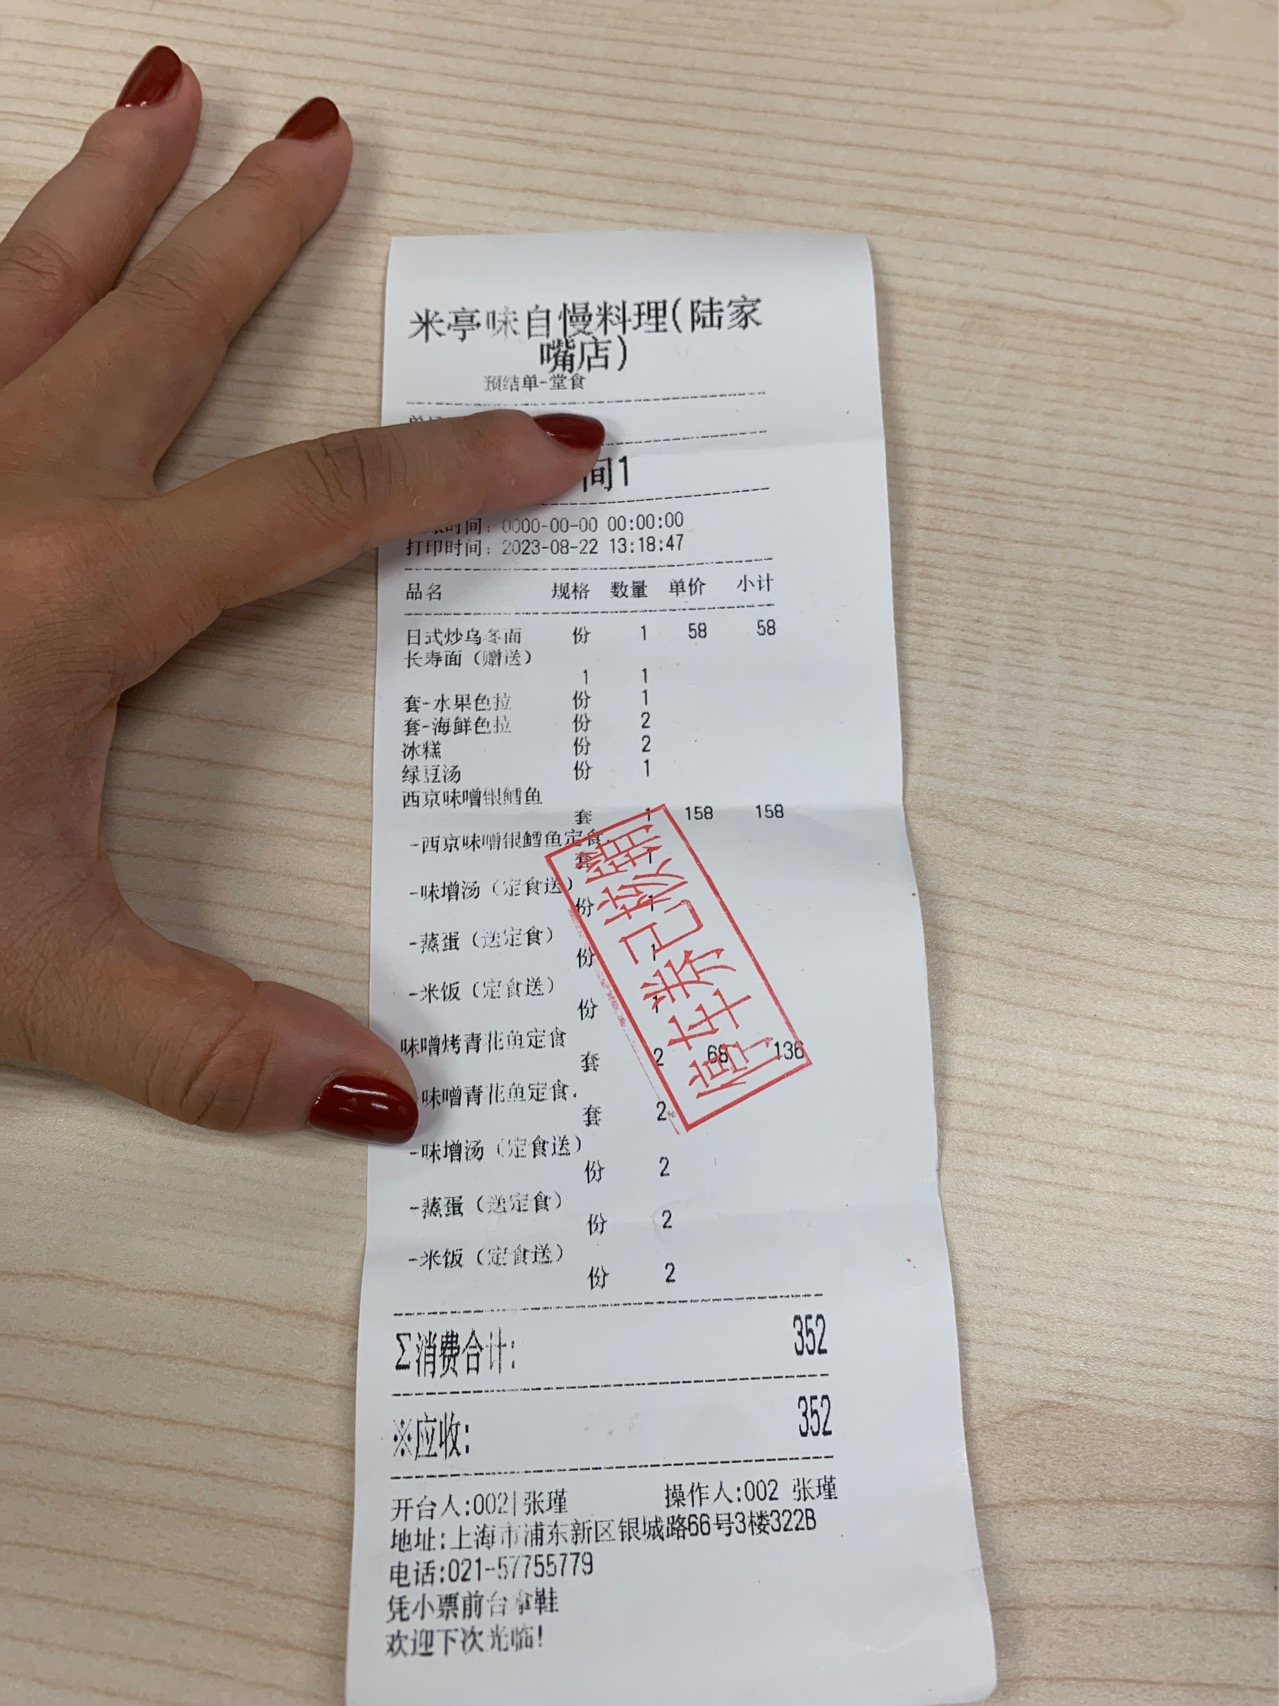 米亭味自慢料理(陆家
嘴店)
预结单-堂食
间1
时间: 0000-00-00 00:00:00
打印时间: 2023-08-22 13:18:47
品名 规格 数量 单价 小计
日式炒乌冬面 份 1 58 58
长寿面(赠送)
1 1
套-水果色拉 份 1
套-海鲜色拉 份 2
冰糕 份 2
绿豆汤 份 1
西京味噌银鳕鱼
套 1 158 158
-西京味噌银鳕鱼定食.
套 1
-味增汤(定食送)
份 1
-蒸蛋(送定食)
份 1
-米饭(定食送)
份 1
味噌烤青花鱼定食
套 2 68 136
-味噌青花鱼定食.
套 2
-味增汤(定食送)
份 2
-蒸蛋(送定食)
份 2
-米饭(定食送)
份 2
停车券已核销
Σ消费合计: 352
※应收: 352
开台人:002|张瑾 操作人:002 张瑾
地址:上海市浦东新区银城路66号3楼322B
电话:021-57755779
凭小票前台拿鞋
欢迎下次光临!